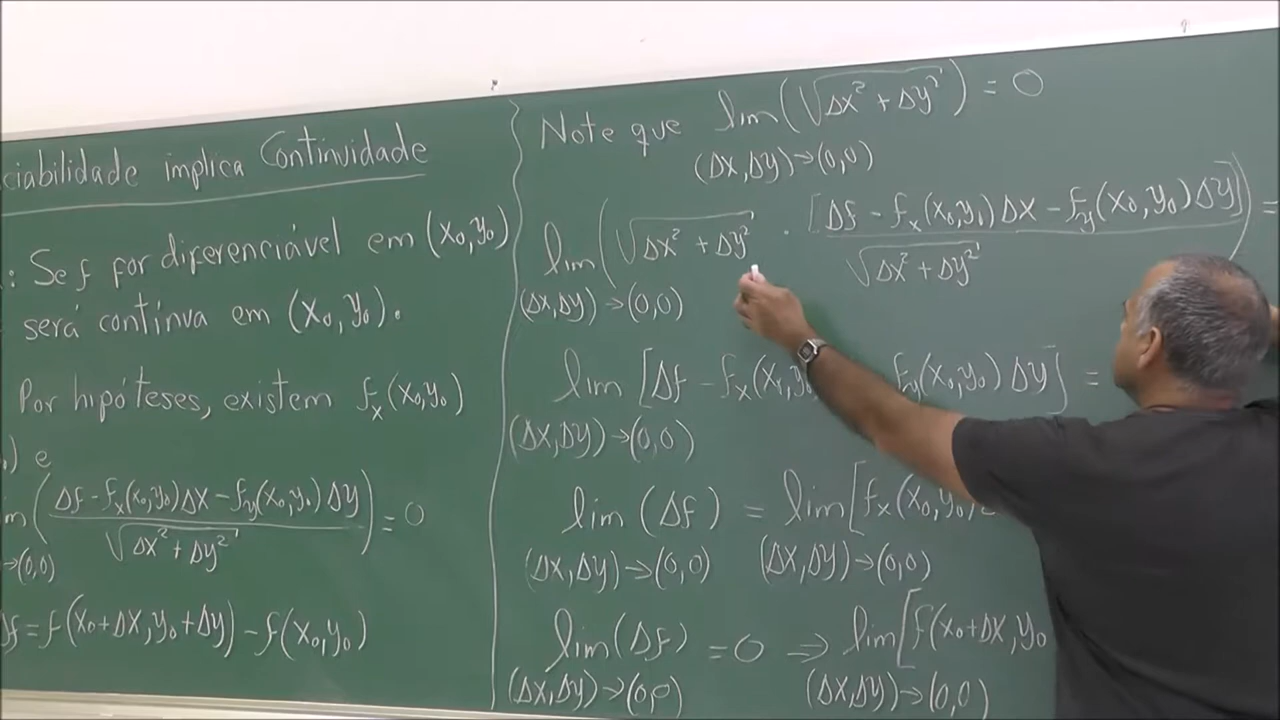 ciabilidade implica Continuidade
: Se f for diferenciável em (x₀,y₀)
será contínua em (x₀,y₀).
Por hipóteses, existem fₓ(x₀,y₀)
) e
m((Δf - fₓ(x₀,y₀)Δx - f_y(x₀,y₀)Δy)/√(Δx² + Δy²)) = 0
→(0,0)
Δf = f(x₀+Δx, y₀+Δy) - f(x₀,y₀)
Note que lim(√(Δx² + Δy²)) = 0
(Δx,Δy)→(0,0)
lim(√(Δx² + Δy²) · [Δf - fₓ(x₀,y₀)Δx - f_y(x₀,y₀)Δy]/√(Δx² + Δy²)) =
(Δx,Δy)→(0,0)
lim[Δf - fₓ(x₀,y₀ f_y(x₀,y₀)Δy] =
(Δx,Δy)→(0,0)
lim(Δf) = lim[fₓ(x₀,y₀)
(Δx,Δy)→(0,0) (Δx,Δy)→(0,0)
lim(Δf) = 0 ⇒ lim[f(x₀+Δx, y₀
(Δx,Δy)→(0,0) (Δx,Δy)→(0,0)